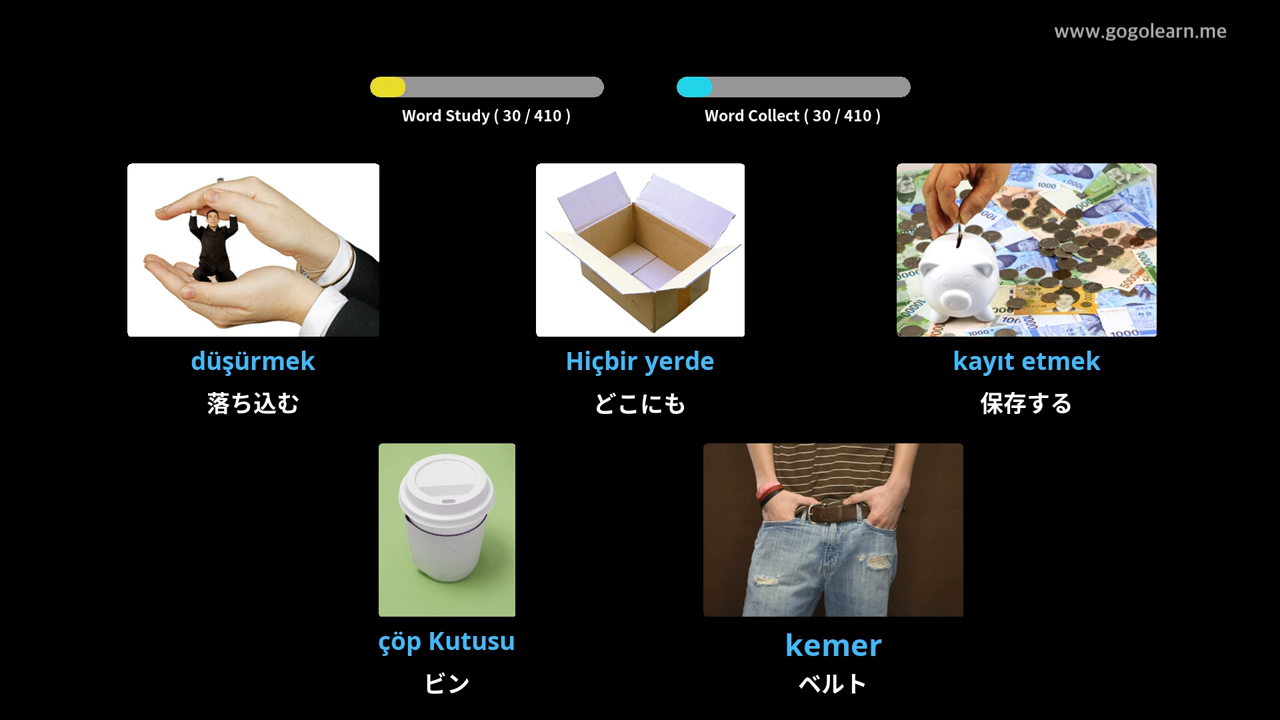 www.gogolearn.me
Word Study ( 30 / 410 )
Word Collect ( 30 / 410 )
düşürmek
Hiçbir yerde
kayıt etmek
落ち込む
どこにも
保存する
çöp Kutusu
kemer
ビン
ベルト